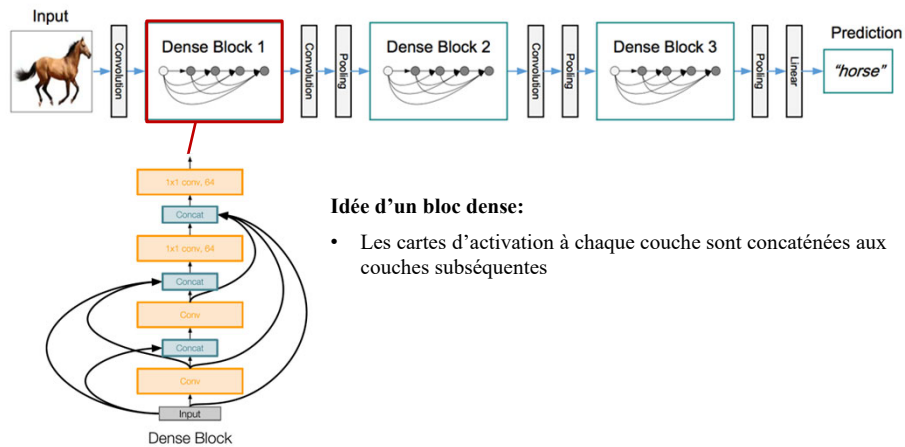 Input
Convolution
Dense Block 1
Convolution
Pooling
Dense Block 2
Convolution
Pooling
Dense Block 3
Pooling
Linear
Prediction
“horse”
1x1 conv, 64
Concat
1x1 conv, 64
Concat
Conv
Concat
Conv
Input
Dense Block
Idée d’un bloc dense:
• Les cartes d’activation à chaque couche sont concaténées aux
couches subséquentes